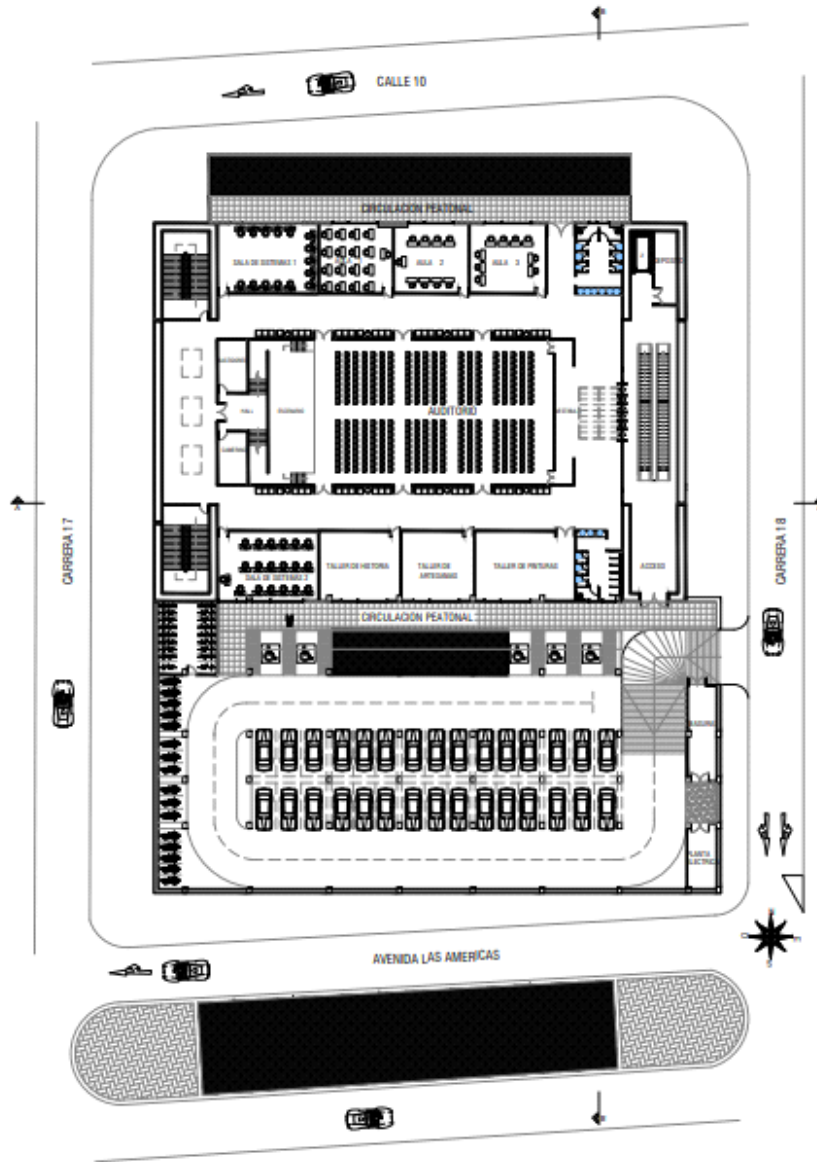 CALLE 10
CIRCULACION PEATONAL
SALA DE SISTEMAS 1
AULA 2
AULA 3
DEPOSITO
HALL
ESCENARIO
AUDITORIO
CARRERA 17
CARRERA 18
SALA DE SISTEMAS 2
TALLER DE HISTORIA
TALLER DE
ARTESANIAS
TALLER DE PINTURAS
ACCESO
CIRCULACION PEATONAL
BASURAS
PLANTA
ELECTRICA
AVENIDA LAS AMERICAS